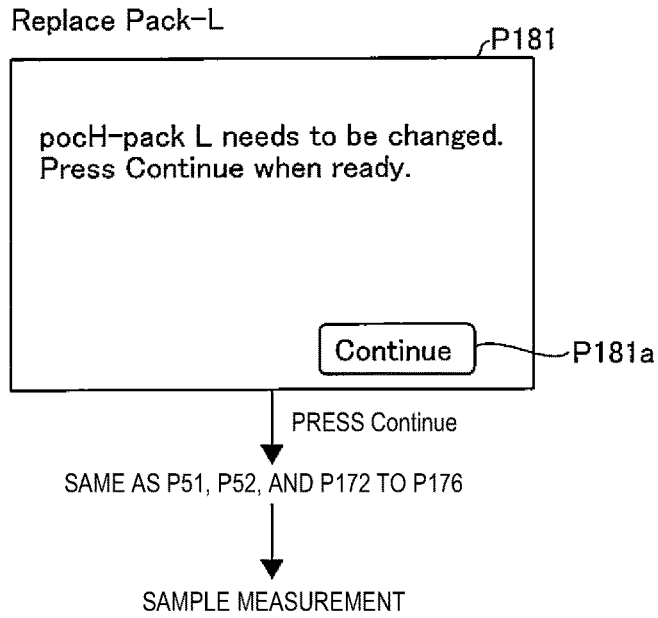 Replace Pack-L
P181
pocH-pack L needs to be changed.
Press Continue when ready.
Continue
P181a
PRESS Continue
SAME AS P51, P52, AND P172 TO P176
SAMPLE MEASUREMENT